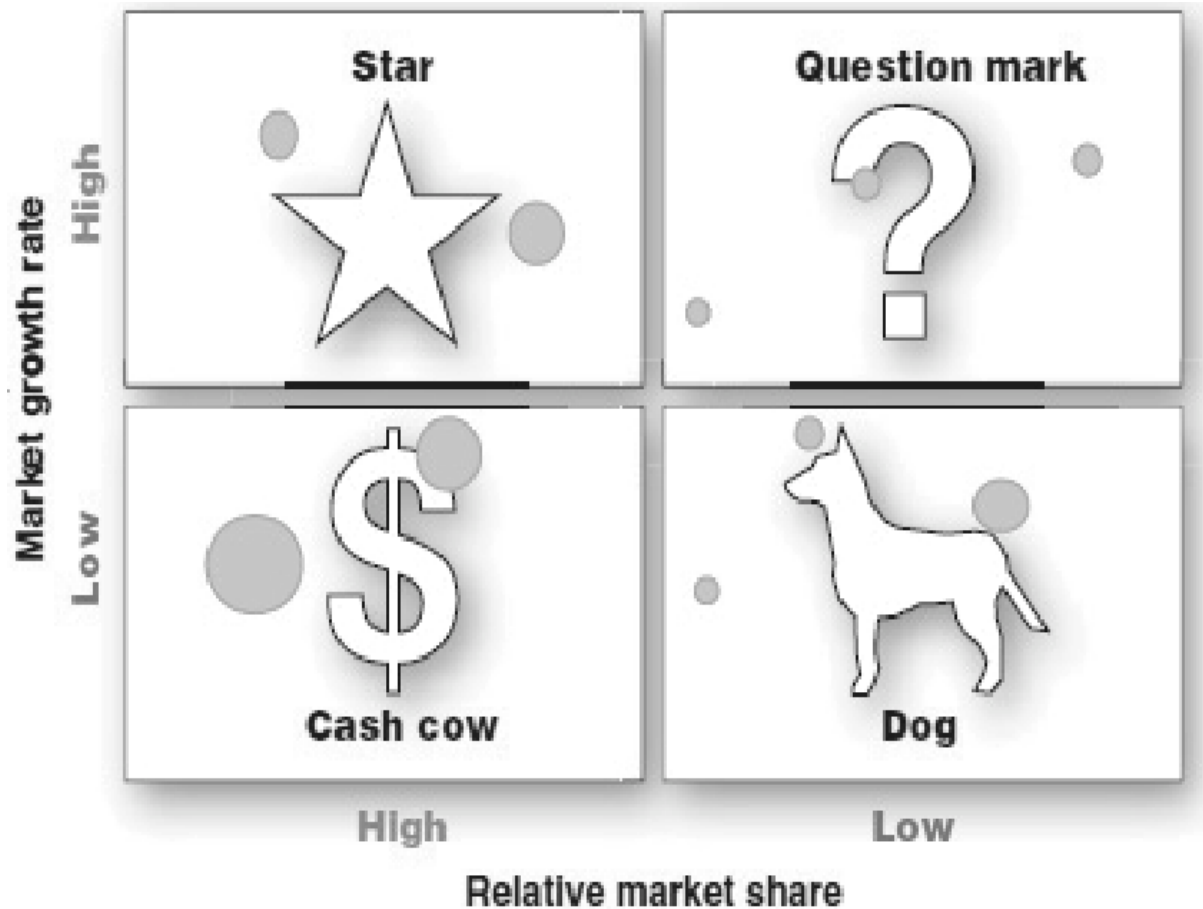 Star
Question mark
Market growth rate
High
Low
Cash cow
Dog
High
Low
Relative market share